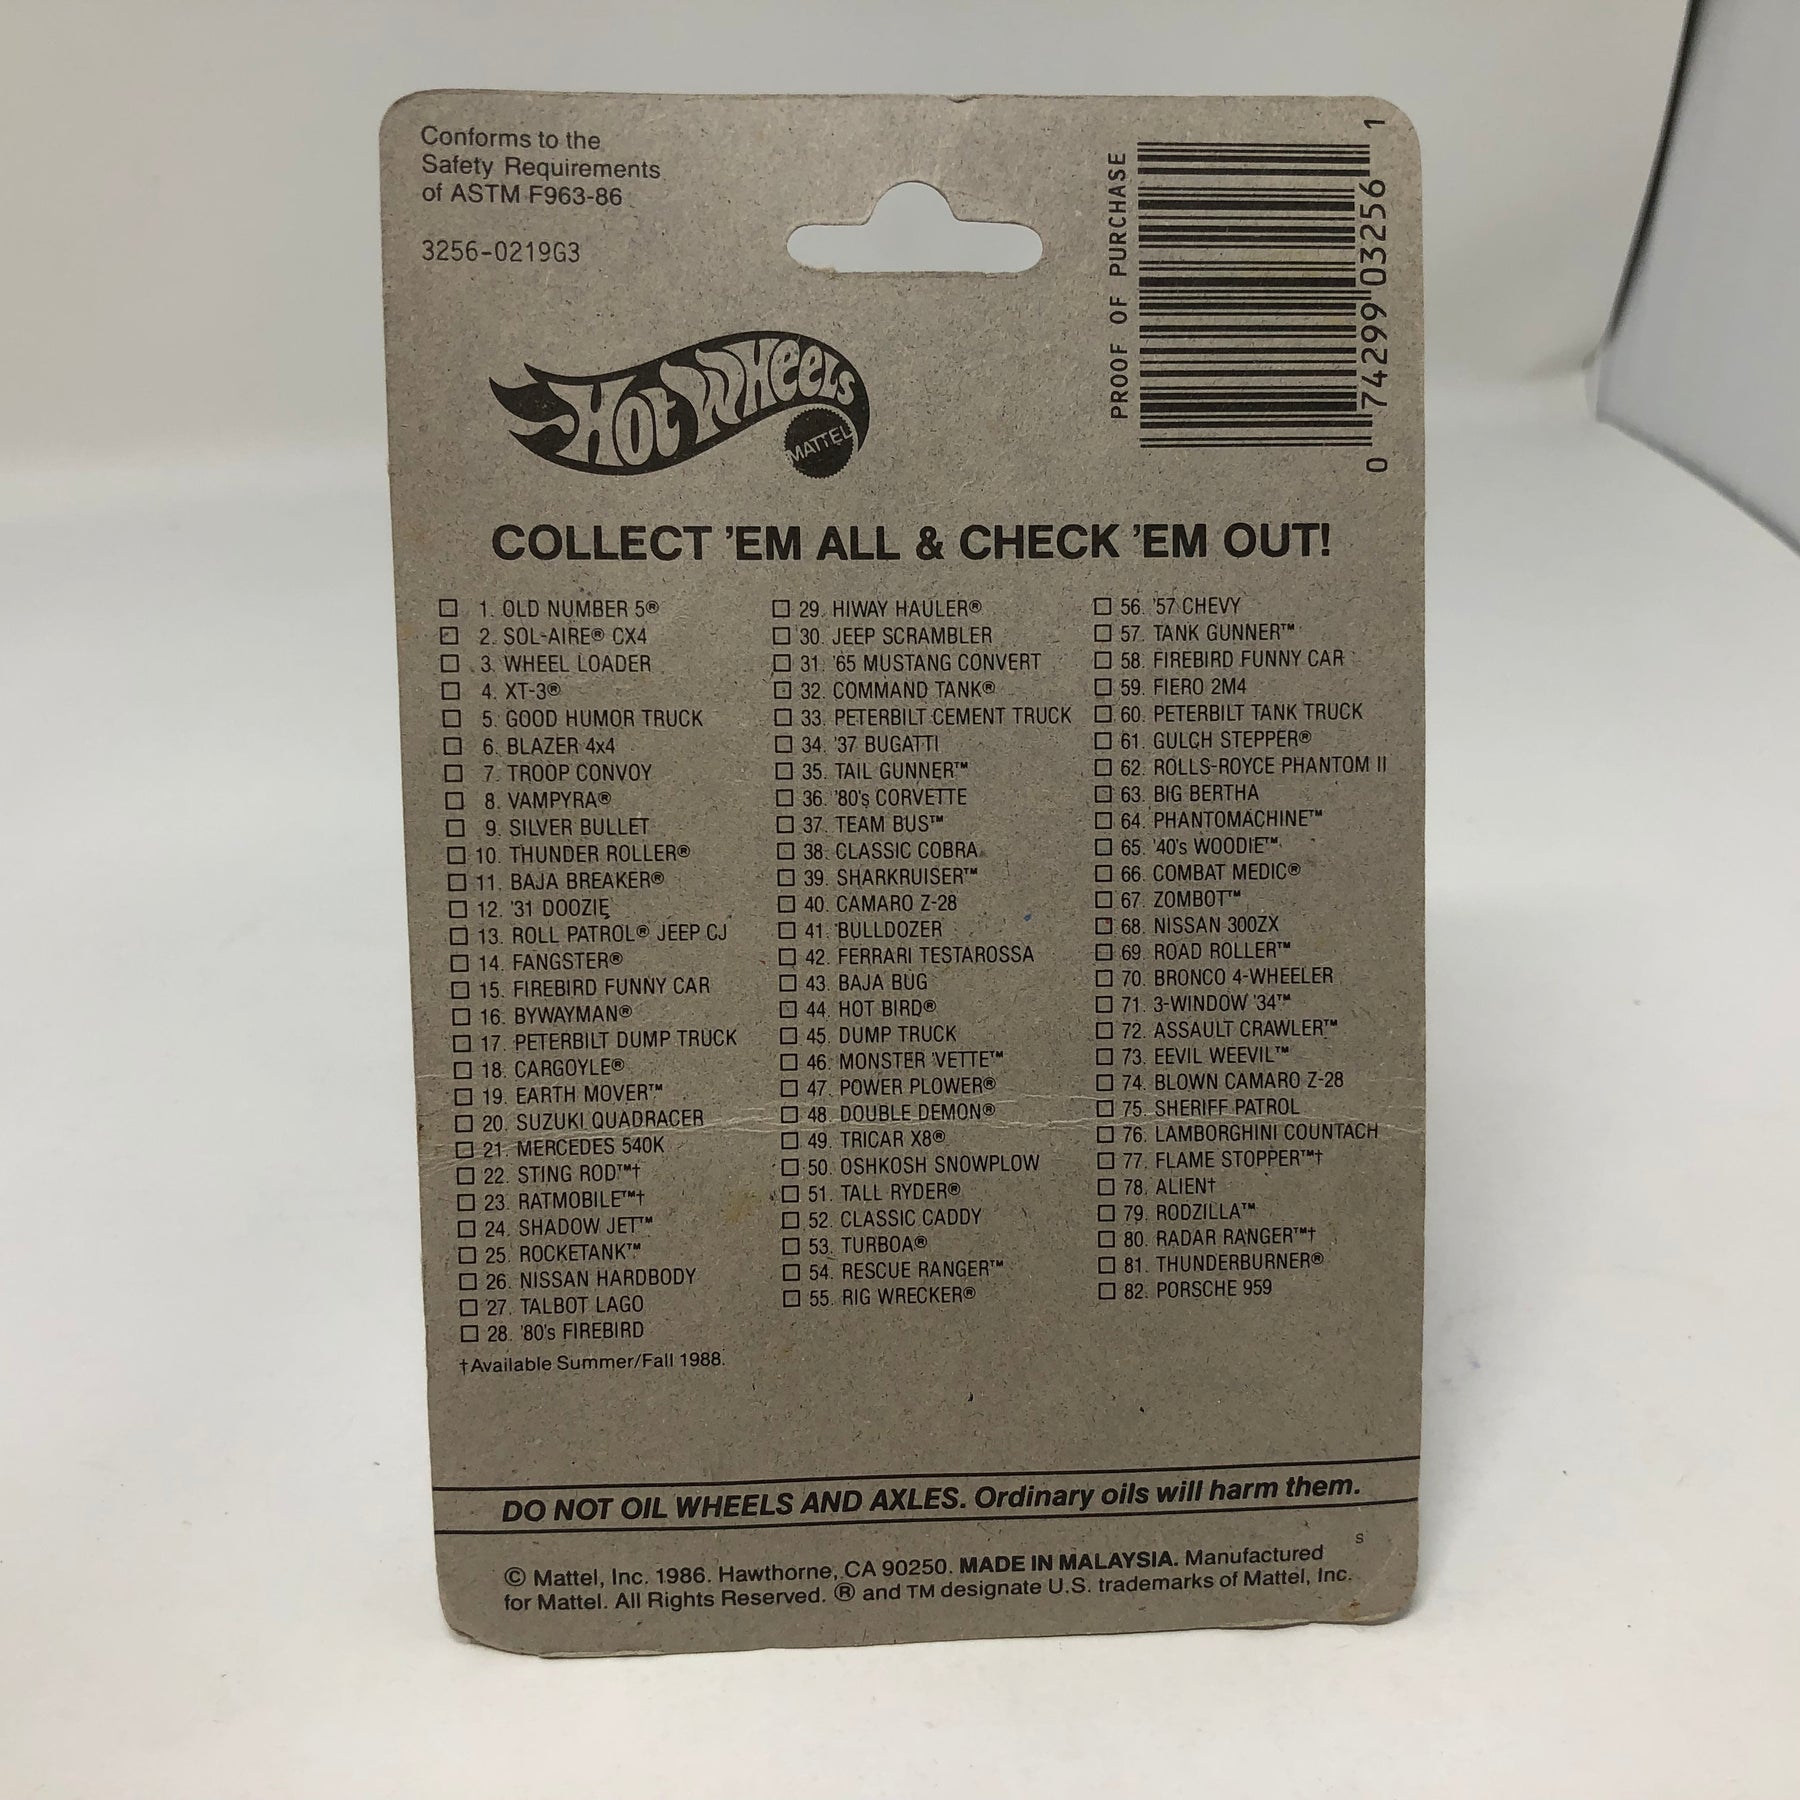 Conforms to the
Safety Requirements
of ASTM F963-86
3256-0219G3
PROOF OF PURCHASE
0 74299 03256 1
HOT WHEELS
MATTEL
COLLECT 'EM ALL & CHECK 'EM OUT!
1. OLD NUMBER 5®
2. SOL-AIRE® CX4
3. WHEEL LOADER
4. XT-3®
5. GOOD HUMOR TRUCK
6. BLAZER 4x4
7. TROOP CONVOY
8. VAMPYRA®
9. SILVER BULLET
10. THUNDER ROLLER®
11. BAJA BREAKER®
12. '31 DOOZIE
13. ROLL PATROL® JEEP CJ
14. FANGSTER®
15. FIREBIRD FUNNY CAR
16. BYWAYMAN®
17. PETERBILT DUMP TRUCK
18. CARGOYLE®
19. EARTH MOVER™
20. SUZUKI QUADRACER
21. MERCEDES 540K
22. STING ROD™†
23. RATMOBILE™†
24. SHADOW JET™
25. ROCKETANK™
26. NISSAN HARDBODY
27. TALBOT LAGO
28. '80's FIREBIRD
†Available Summer/Fall 1988.
29. HIWAY HAULER®
30. JEEP SCRAMBLER
31. '65 MUSTANG CONVERT
32. COMMAND TANK®
33. PETERBILT CEMENT TRUCK
34. '37 BUGATTI
35. TAIL GUNNER™
36. '80's CORVETTE
37. TEAM BUS™
38. CLASSIC COBRA
39. SHARKRUISER™
40. CAMARO Z-28
41. BULLDOZER
42. FERRARI TESTAROSSA
43. BAJA BUG
44. HOT BIRD®
45. DUMP TRUCK
46. MONSTER 'VETTE™
47. POWER PLOWER®
48. DOUBLE DEMON®
49. TRICAR X8®
50. OSHKOSH SNOWPLOW
51. TALL RYDER®
52. CLASSIC CADDY
53. TURBOA®
54. RESCUE RANGER™
55. RIG WRECKER®
56. '57 CHEVY
57. TANK GUNNER™
58. FIREBIRD FUNNY CAR
59. FIERO 2M4
60. PETERBILT TANK TRUCK
61. GULCH STEPPER®
62. ROLLS-ROYCE PHANTOM II
63. BIG BERTHA
64. PHANTOMACHINE™
65. '40's WOODIE™
66. COMBAT MEDIC®
67. ZOMBOT™
68. NISSAN 300ZX
69. ROAD ROLLER™
70. BRONCO 4-WHEELER
71. 3-WINDOW '34™
72. ASSAULT CRAWLER™
73. EEVIL WEEVIL™
74. BLOWN CAMARO Z-28
75. SHERIFF PATROL
76. LAMBORGHINI COUNTACH
77. FLAME STOPPER™†
78. ALIEN†
79. RODZILLA™
80. RADAR RANGER™†
81. THUNDERBURNER®
82. PORSCHE 959
DO NOT OIL WHEELS AND AXLES. Ordinary oils will harm them.
S
© Mattel, Inc. 1986. Hawthorne, CA 90250. MADE IN MALAYSIA. Manufactured
for Mattel. All Rights Reserved. ® and TM designate U.S. trademarks of Mattel, Inc.